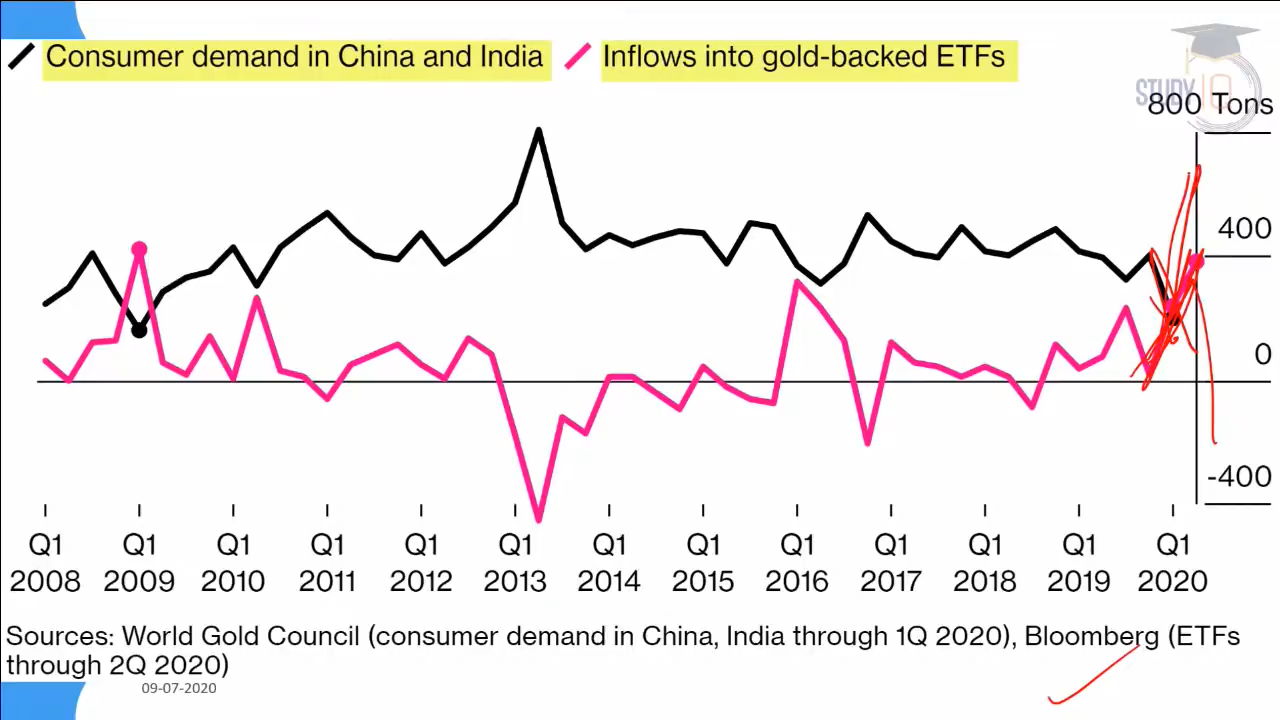 Consumer demand in China and India Inflows into gold-backed ETFs
STUDY IQ
800 Tons
400
0
-400
Q1 Q1 Q1 Q1 Q1 Q1 Q1 Q1 Q1 Q1 Q1 Q1 Q1
2008 2009 2010 2011 2012 2013 2014 2015 2016 2017 2018 2019 2020
Sources: World Gold Council (consumer demand in China, India through 1Q 2020), Bloomberg (ETFs
through 2Q 2020)
09-07-2020